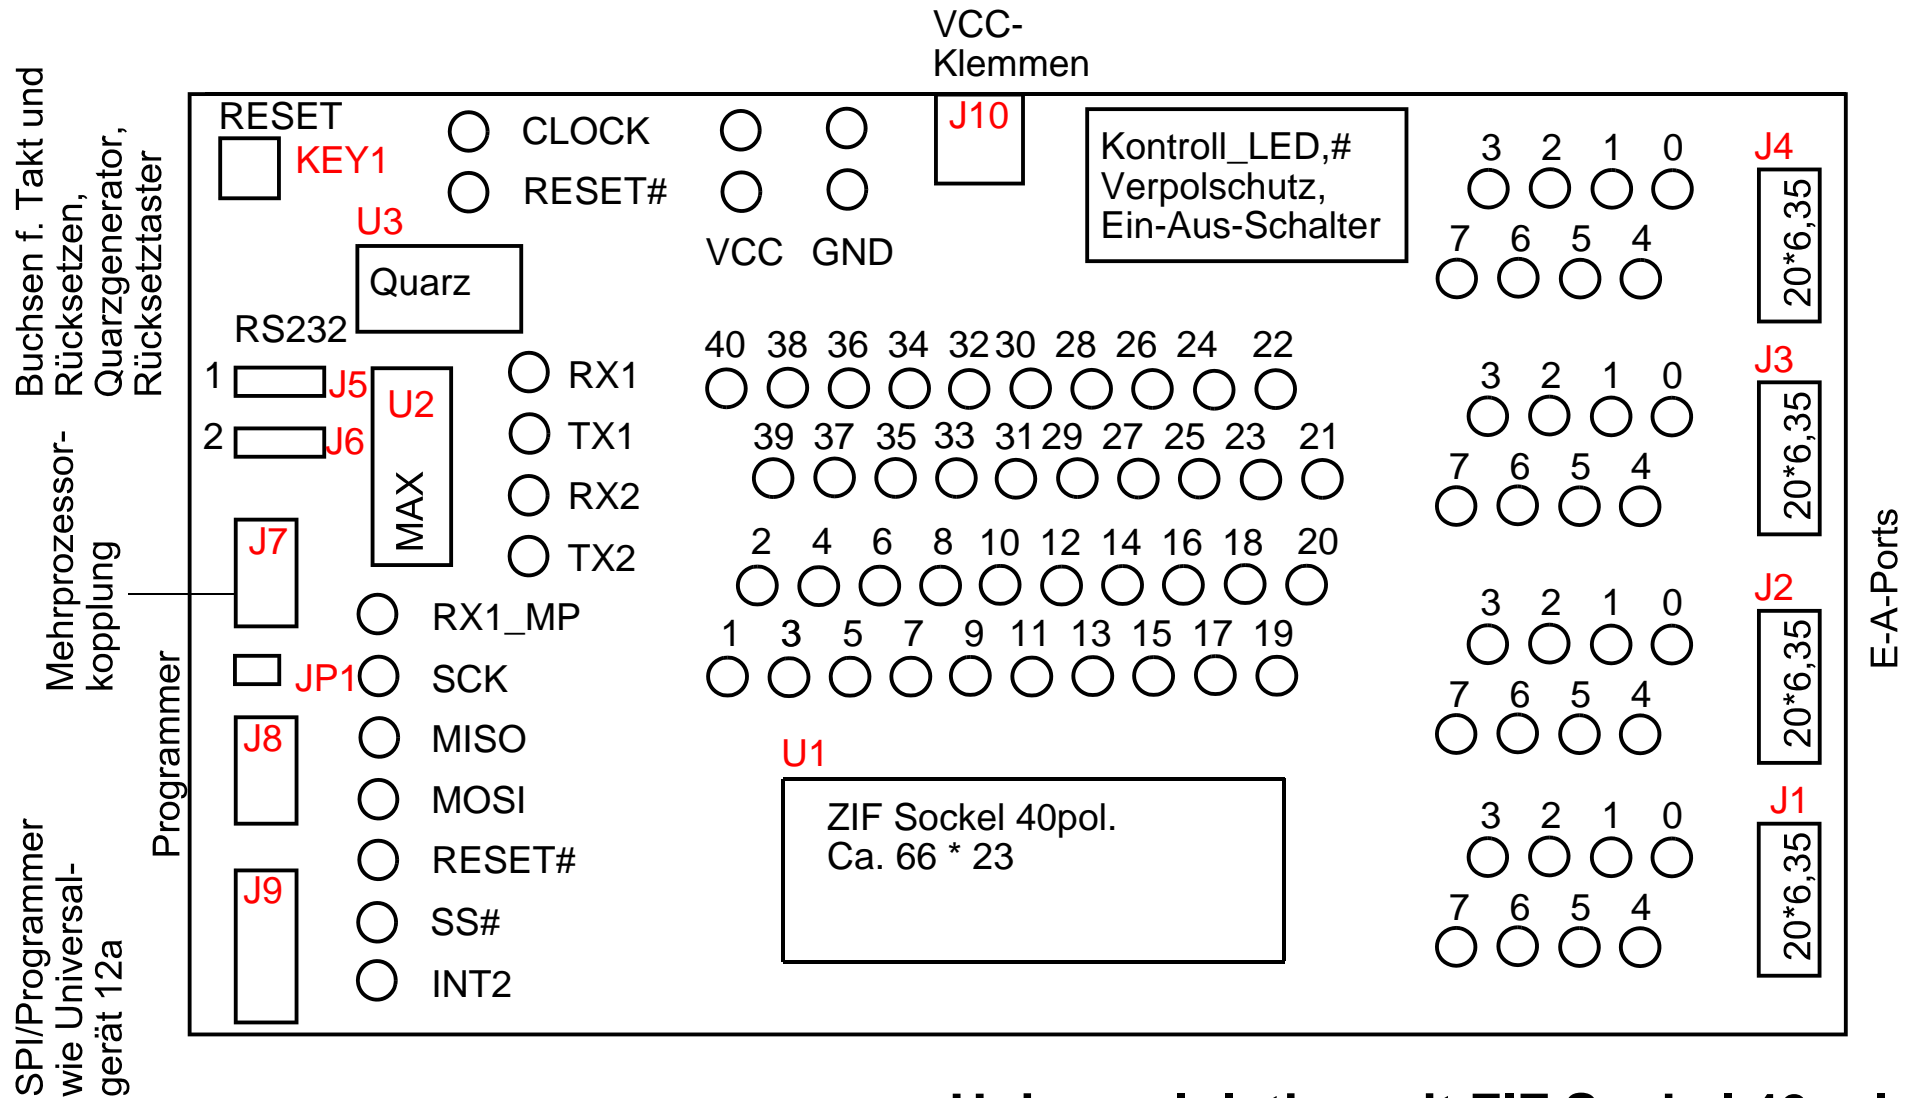 VCC-
Klemmen
Buchsen f. Takt und
Rücksetzen,
Quarzgenerator,
Rücksetztaster
Mehrprozessor-
kopplung
Programmer
SPI/Programmer
wie Universal-
gerät 12a
RESET
KEY1
CLOCK
RESET#
VCC GND
J10
Kontroll_LED,#
Verpolschutz,
Ein-Aus-Schalter
U3
Quarz
RS232
1
J5
2
J6
U2
MAX
RX1
TX1
RX2
TX2
J7
RX1_MP
JP1
SCK
J8
MISO
MOSI
RESET#
J9
SS#
INT2
40 38 36 34 32 30 28 26 24 22
39 37 35 33 31 29 27 25 23 21
2 4 6 8 10 12 14 16 18 20
1 3 5 7 9 11 13 15 17 19
U1
ZIF Sockel 40pol.
Ca. 66 * 23
3 2 1 0
7 6 5 4
J4
20*6,35
3 2 1 0
7 6 5 4
J3
20*6,35
3 2 1 0
7 6 5 4
J2
20*6,35
3 2 1 0
7 6 5 4
J1
20*6,35
E-A-Ports